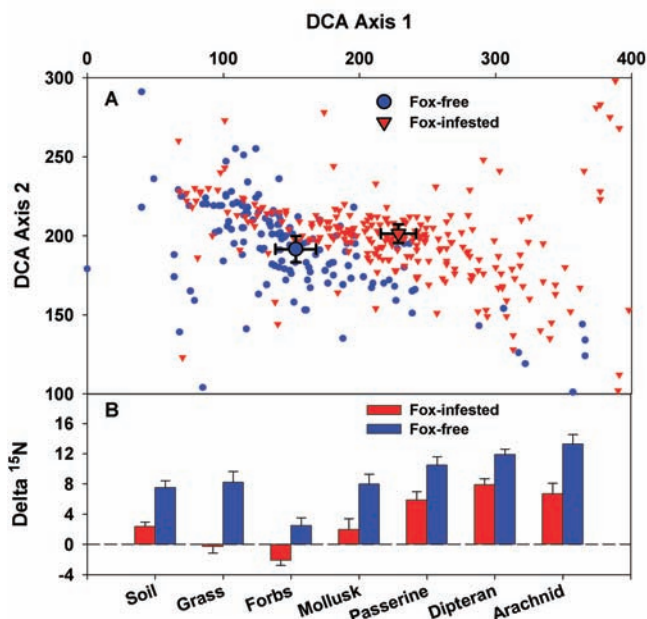 DCA Axis 1
0 100 200 300 400
300
250
200
150
100
DCA Axis 2
A
Fox-free
Fox-infested
B
Fox-infested
Fox-free
16
12
8
4
0
-4
Delta 15N
Soil Grass Forbs Mollusk Passerine Dipteran Arachnid